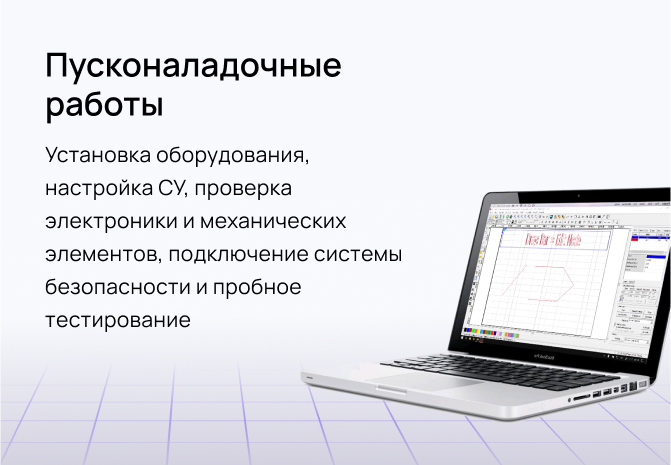 Пусконаладочные
работы
Установка оборудования,
настройка СУ, проверка
электроники и механических
элементов, подключение системы
безопасности и пробное
тестирование